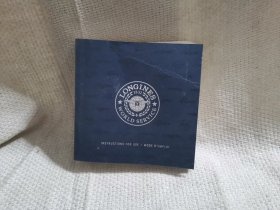 LONGINES
WORLD SERVICE
INSTRUCTIONS FOR USE / MODE D'EMPLOI